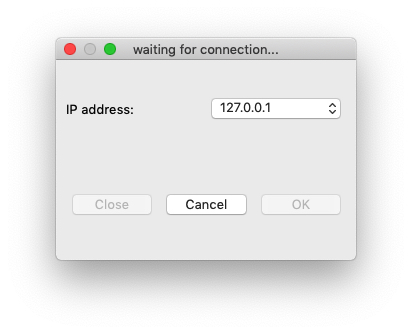 waiting for connection...
IP address:
127.0.0.1
Close
Cancel
OK